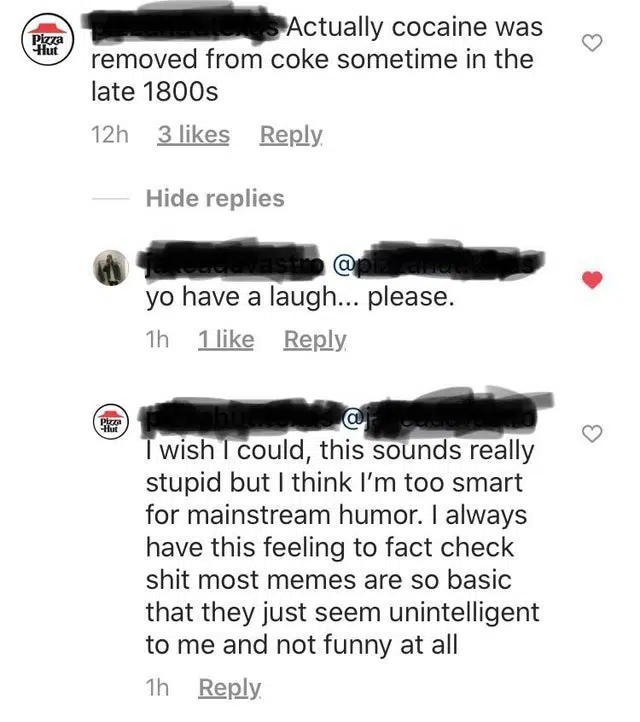 Pizza
Hut
Actually cocaine was
removed from coke sometime in the
late 1800s
12h 3 likes Reply
Hide replies
@
yo have a laugh... please.
1h 1 like Reply
Pizza
Hut
@j
I wish I could, this sounds really
stupid but I think I’m too smart
for mainstream humor. I always
have this feeling to fact check
shit most memes are so basic
that they just seem unintelligent
to me and not funny at all
1h Reply